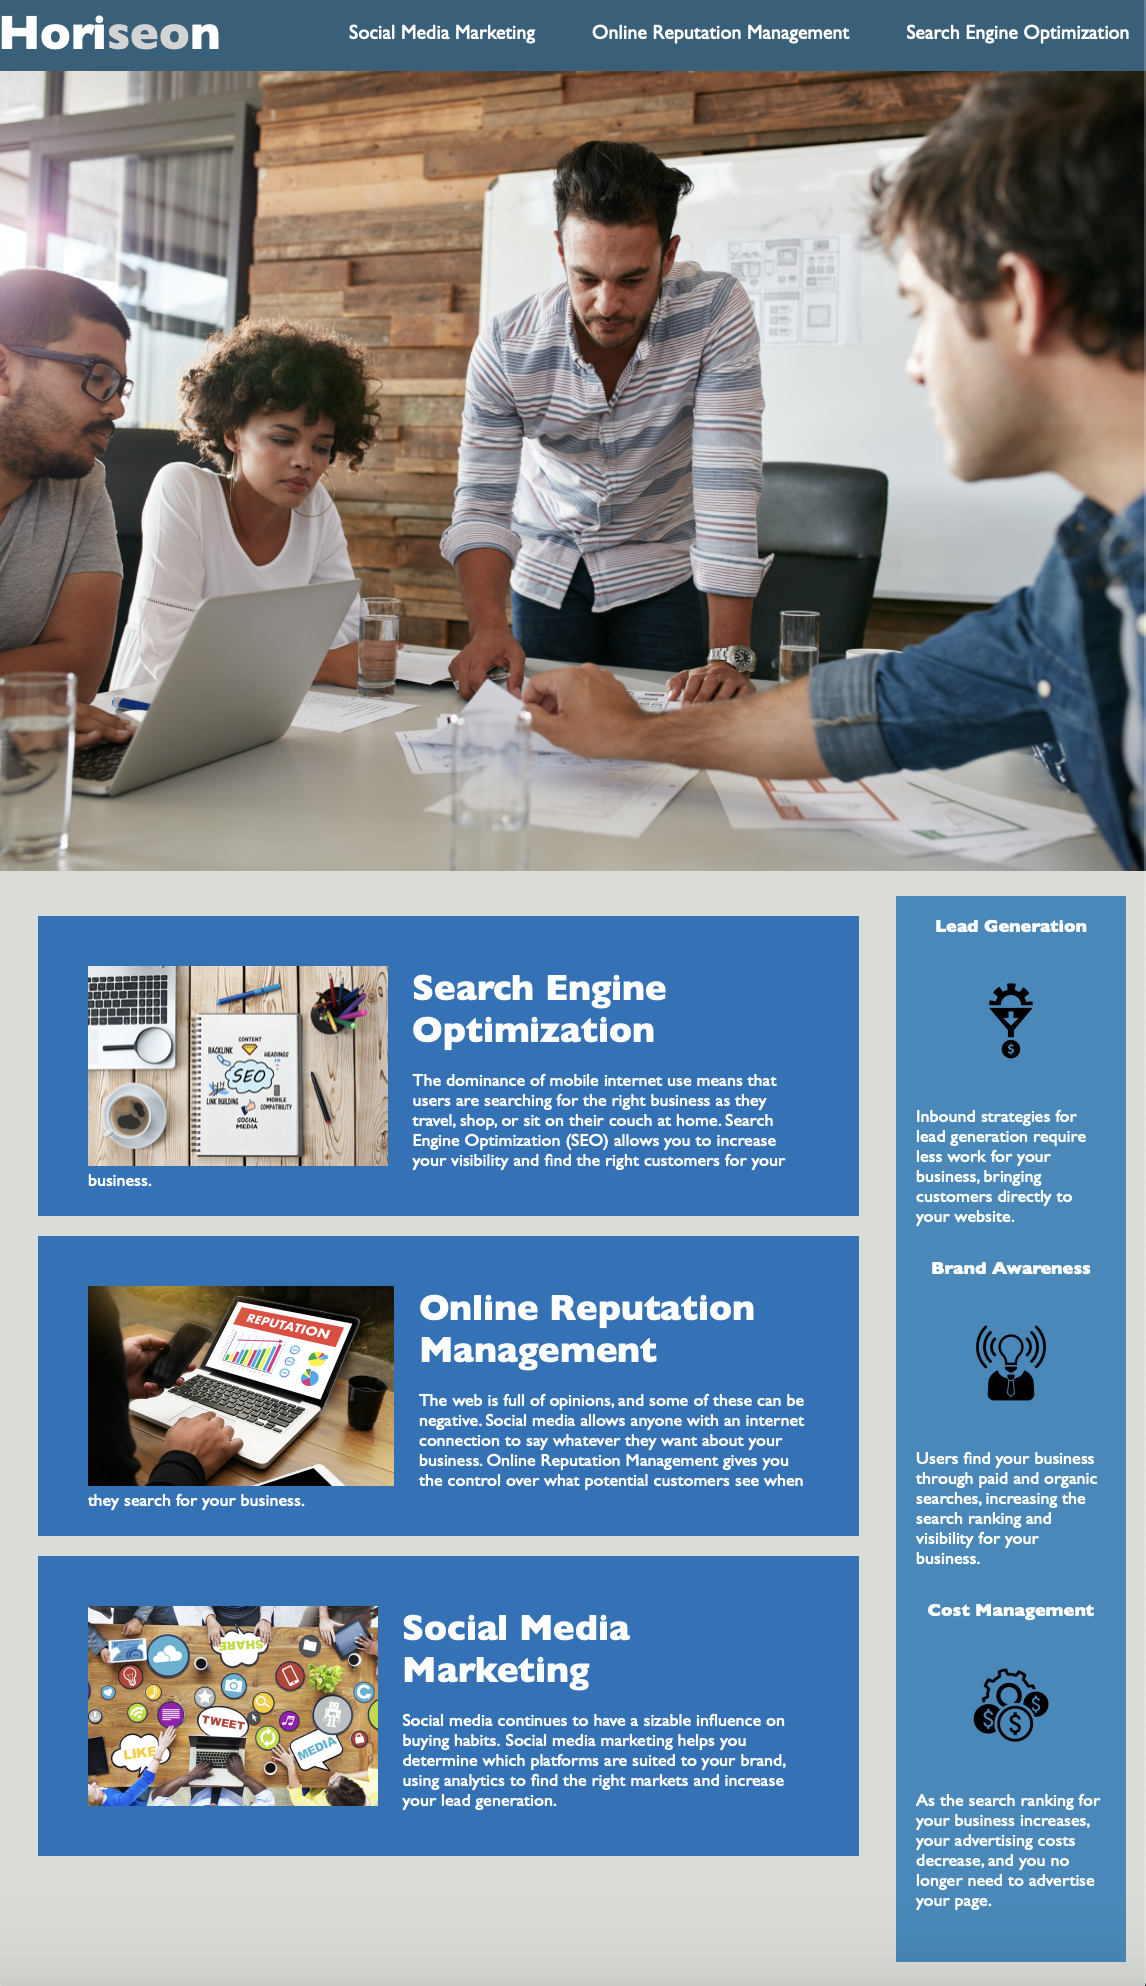 Horiseon
Social Media Marketing
Online Reputation Management
Search Engine Optimization
Search Engine
Optimization
CONTENT
BACKLINK
HEADINGS
SEO
LINK BUILDING
MOBILE
COMPATIBILITY
SOCIAL
MEDIA
The dominance of mobile internet use means that
users are searching for the right business as they
travel, shop, or sit on their couch at home. Search
Engine Optimization (SEO) allows you to increase
your visibility and find the right customers for your
business.
REPUTATION
Online Reputation
Management
The web is full of opinions, and some of these can be
negative. Social media allows anyone with an internet
connection to say whatever they want about your
business. Online Reputation Management gives you
the control over what potential customers see when
they search for your business.
SHARE
TWEET
LIKE
MEDIA
Social Media
Marketing
Social media continues to have a sizable influence on
buying habits. Social media marketing helps you
determine which platforms are suited to your brand,
using analytics to find the right markets and increase
your lead generation.
Lead Generation
$
Inbound strategies for
lead generation require
less work for your
business, bringing
customers directly to
your website.
Brand Awareness
Users find your business
through paid and organic
searches, increasing the
search ranking and
visibility for your
business.
Cost Management
$ $ $
As the search ranking for
your business increases,
your advertising costs
decrease, and you no
longer need to advertise
your page.